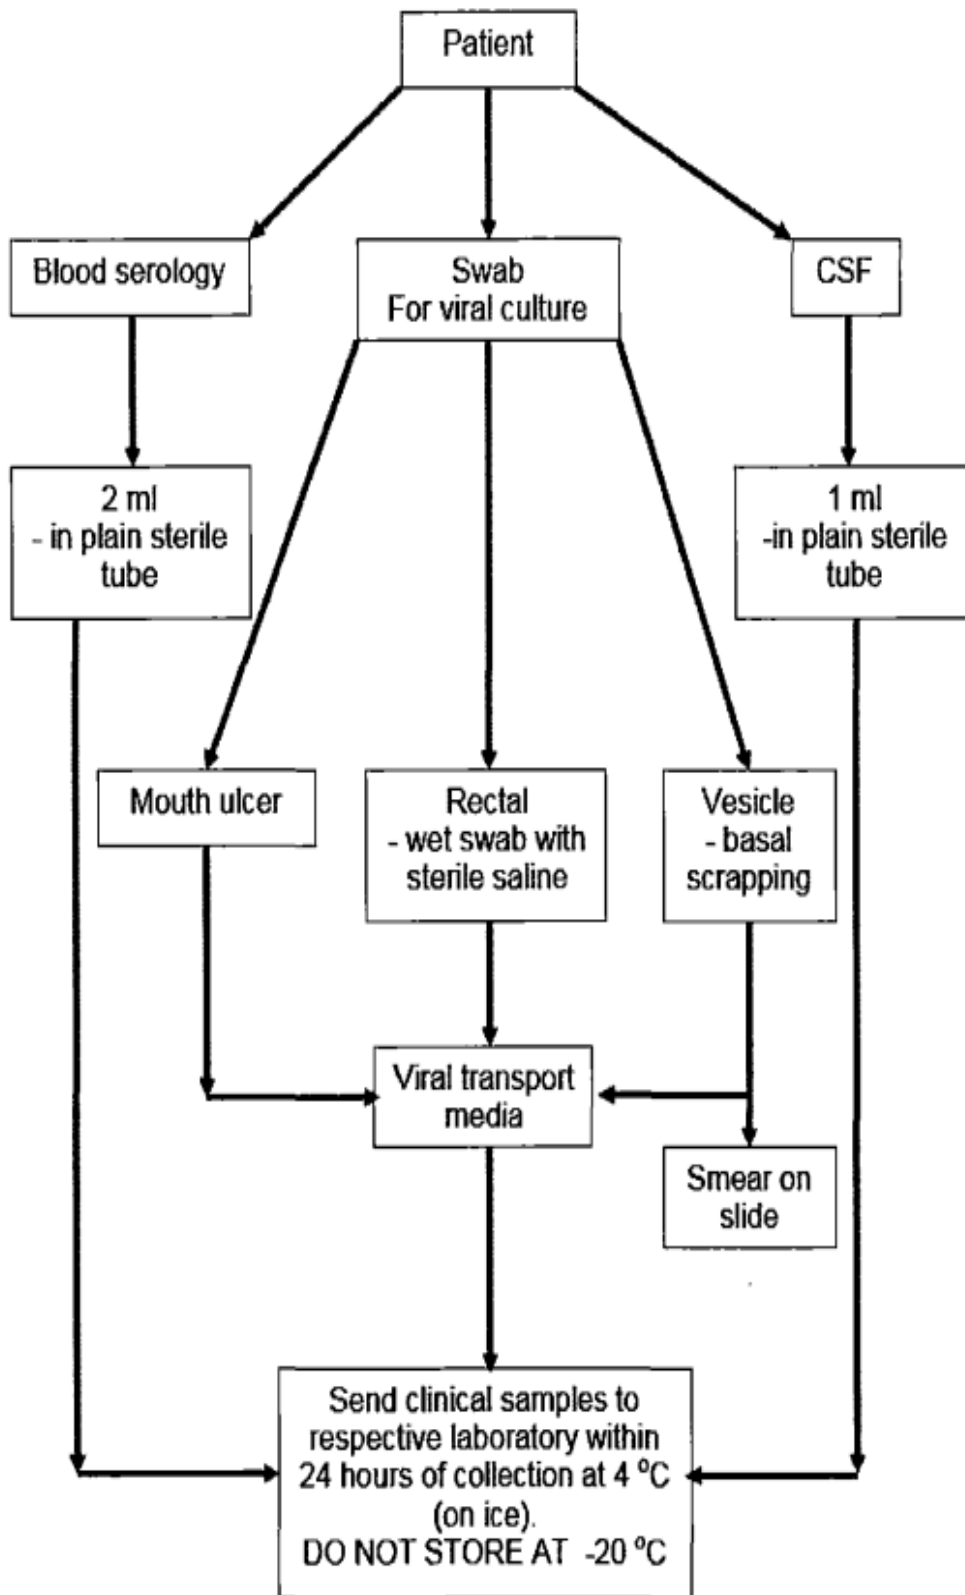 Patient
Blood serology
Swab
For viral culture
CSF
2 ml
- in plain sterile
tube
1 ml
-in plain sterile
tube
Mouth ulcer
Rectal
- wet swab with
sterile saline
Vesicle
- basal
scrapping
Viral transport
media
Smear on
slide
Send clinical samples to
respective laboratory within
24 hours of collection at 4 °C
(on ice).
DO NOT STORE AT -20 °C